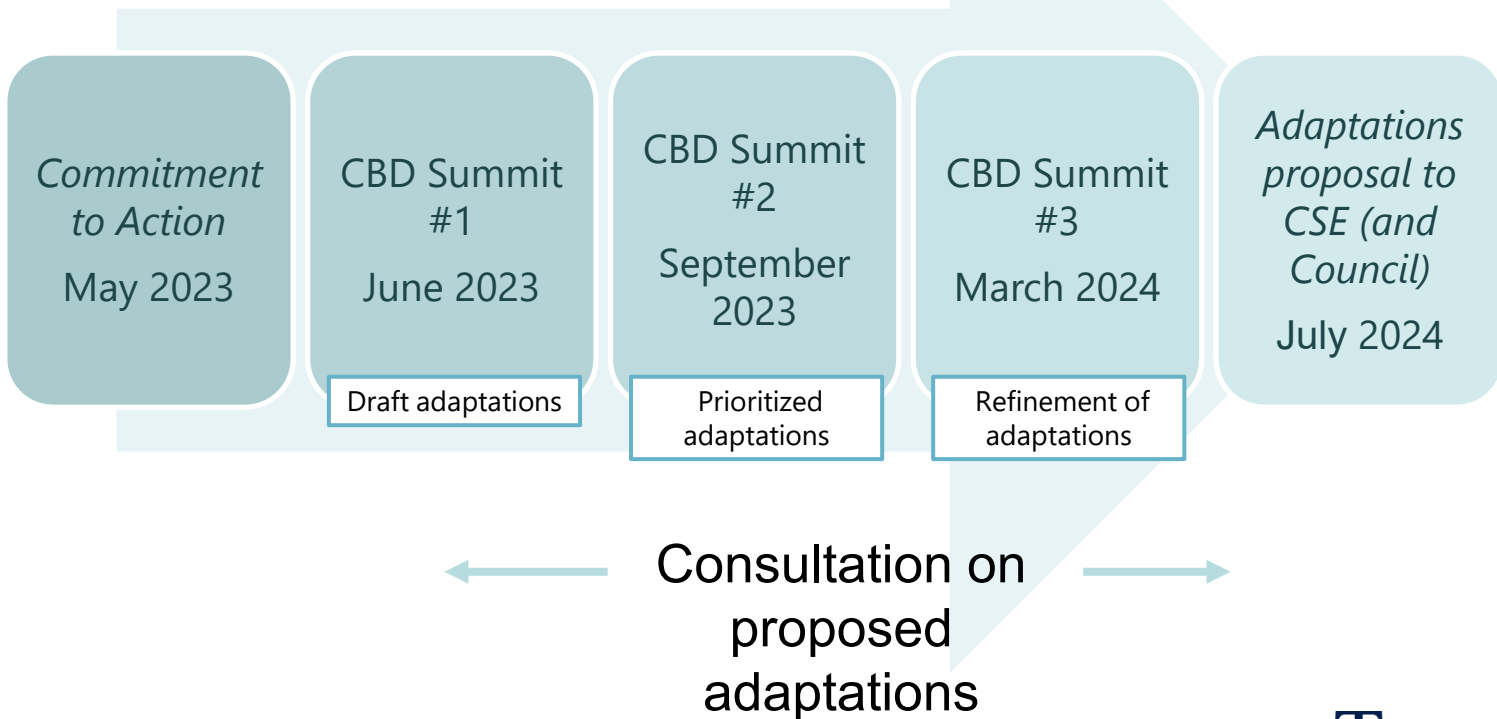 Commitment
to Action
May 2023
CBD Summit
#1
June 2023
CBD Summit
#2
September
2023
CBD Summit
#3
March 2024
Adaptations
proposal to
CSE (and
Council)
July 2024
Draft adaptations
Prioritized
adaptations
Refinement of
adaptations
Consultation on
proposed
adaptations